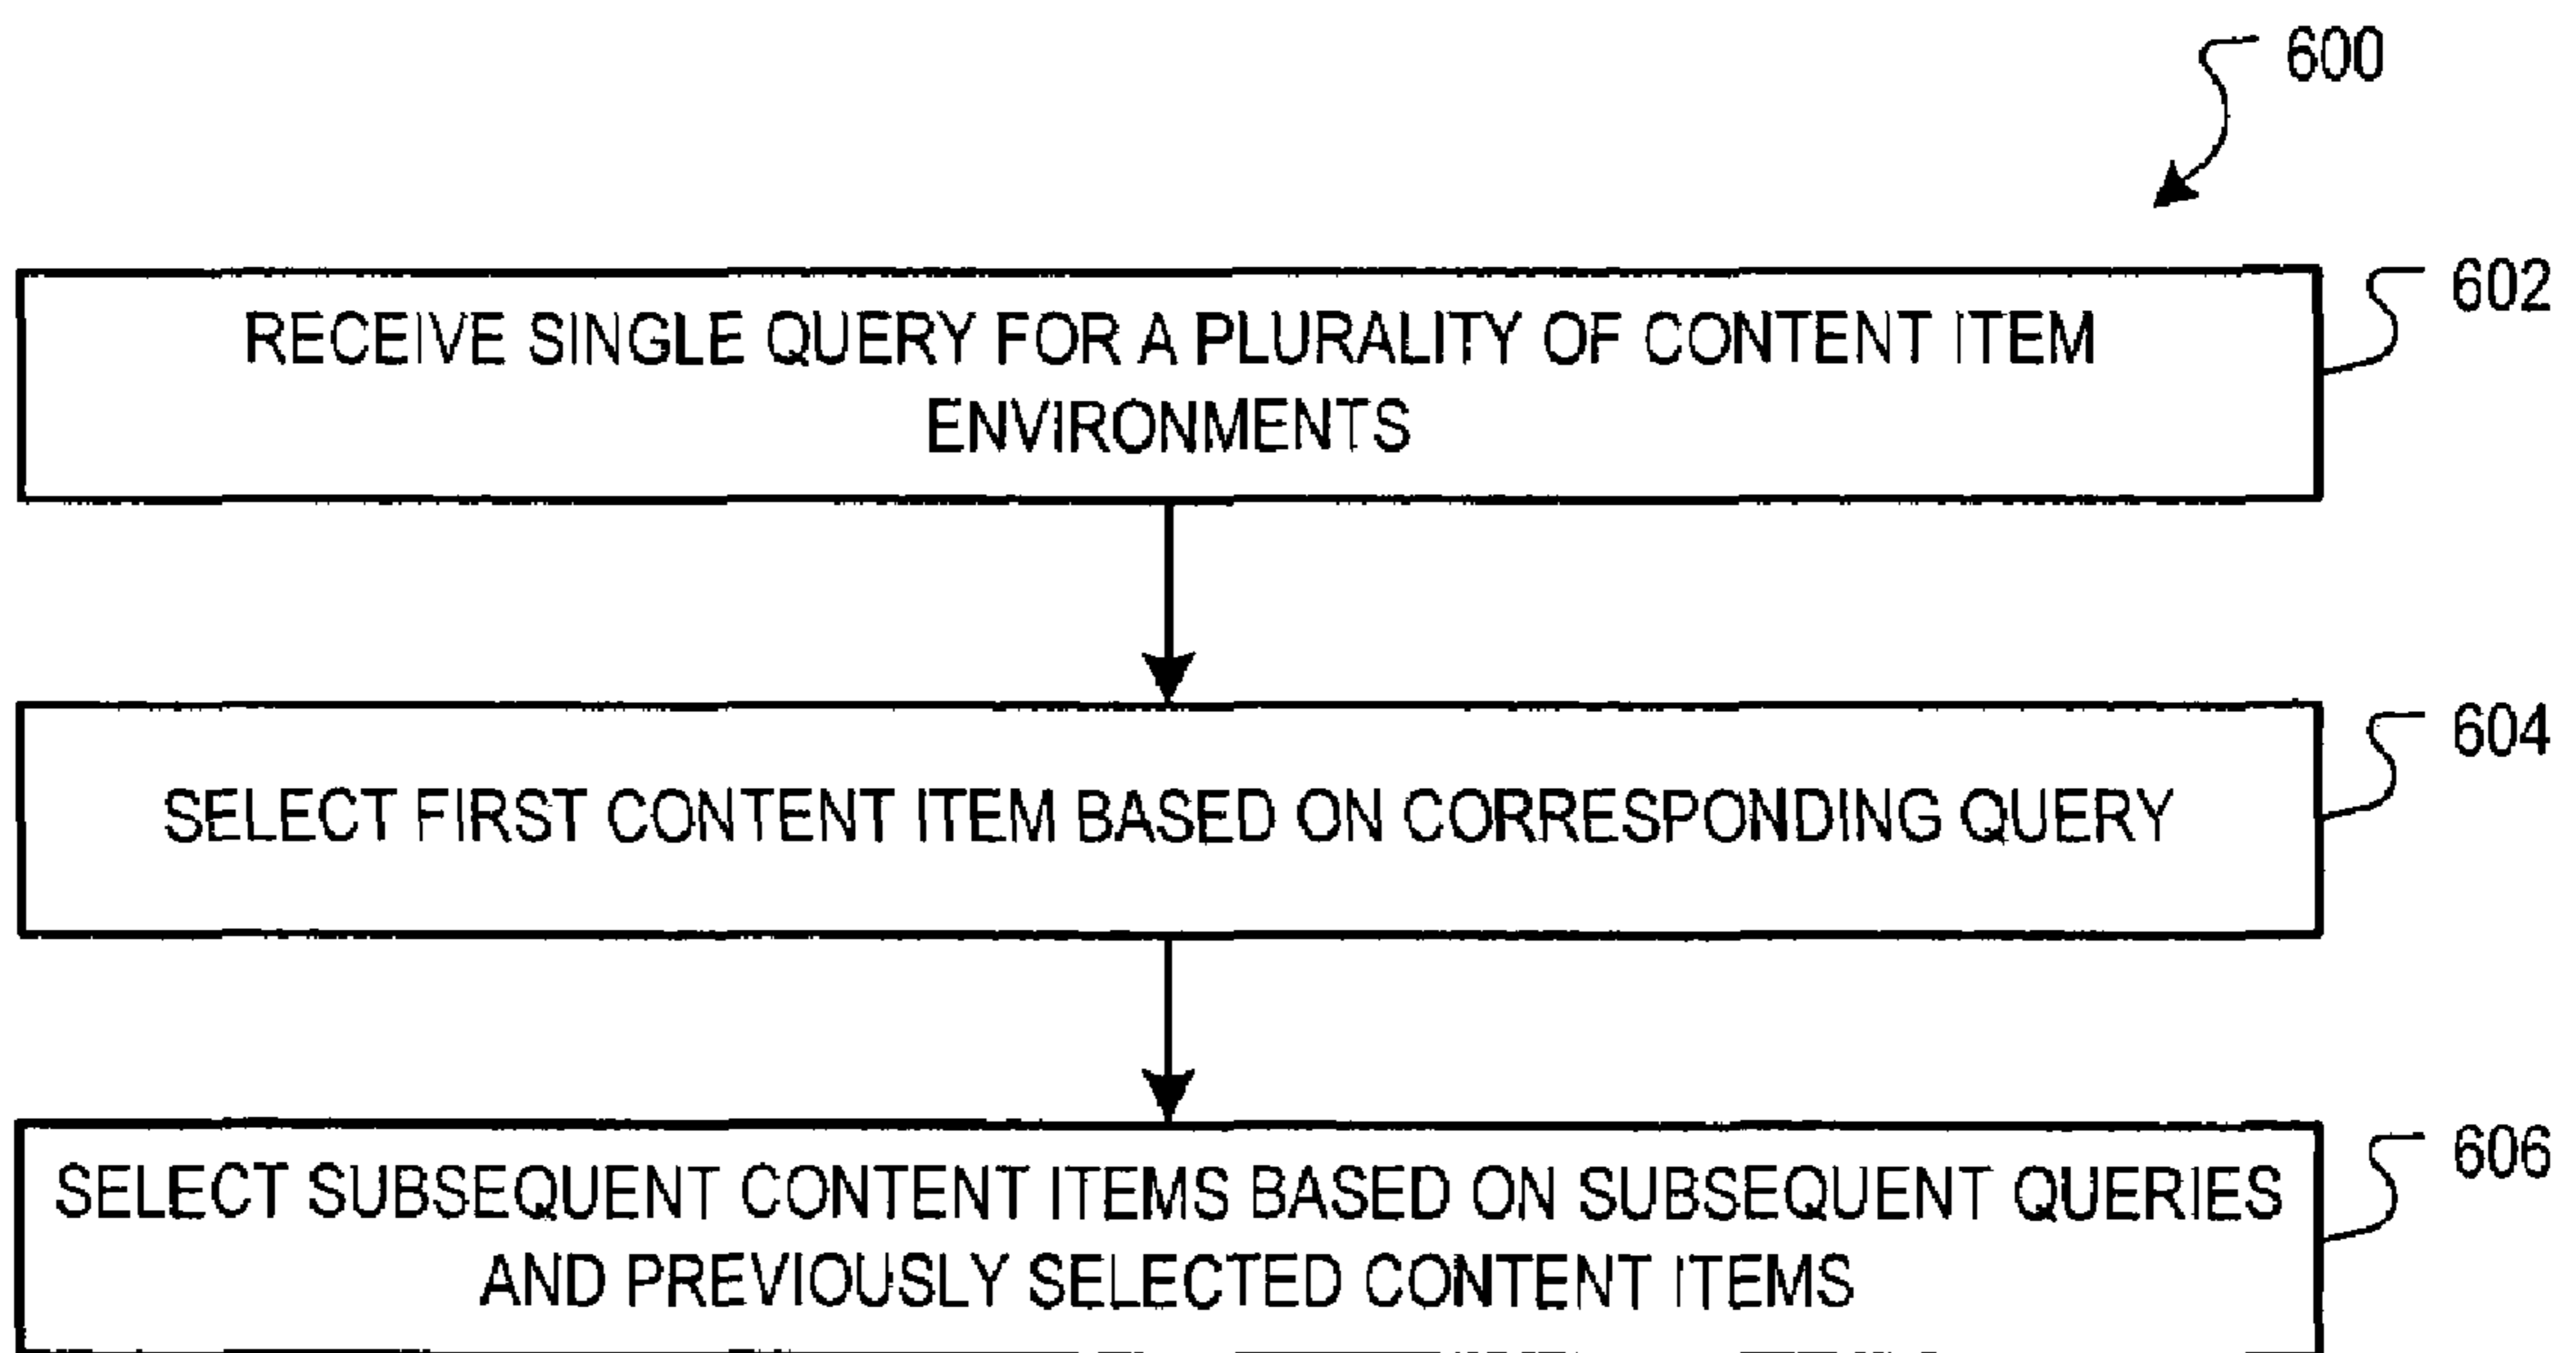 600
602
RECEIVE SINGLE QUERY FOR A PLURALITY OF CONTENT ITEM
ENVIRONMENTS
604
SELECT FIRST CONTENT ITEM BASED ON CORRESPONDING QUERY
606
SELECT SUBSEQUENT CONTENT ITEMS BASED ON SUBSEQUENT QUERIES
AND PREVIOUSLY SELECTED CONTENT ITEMS